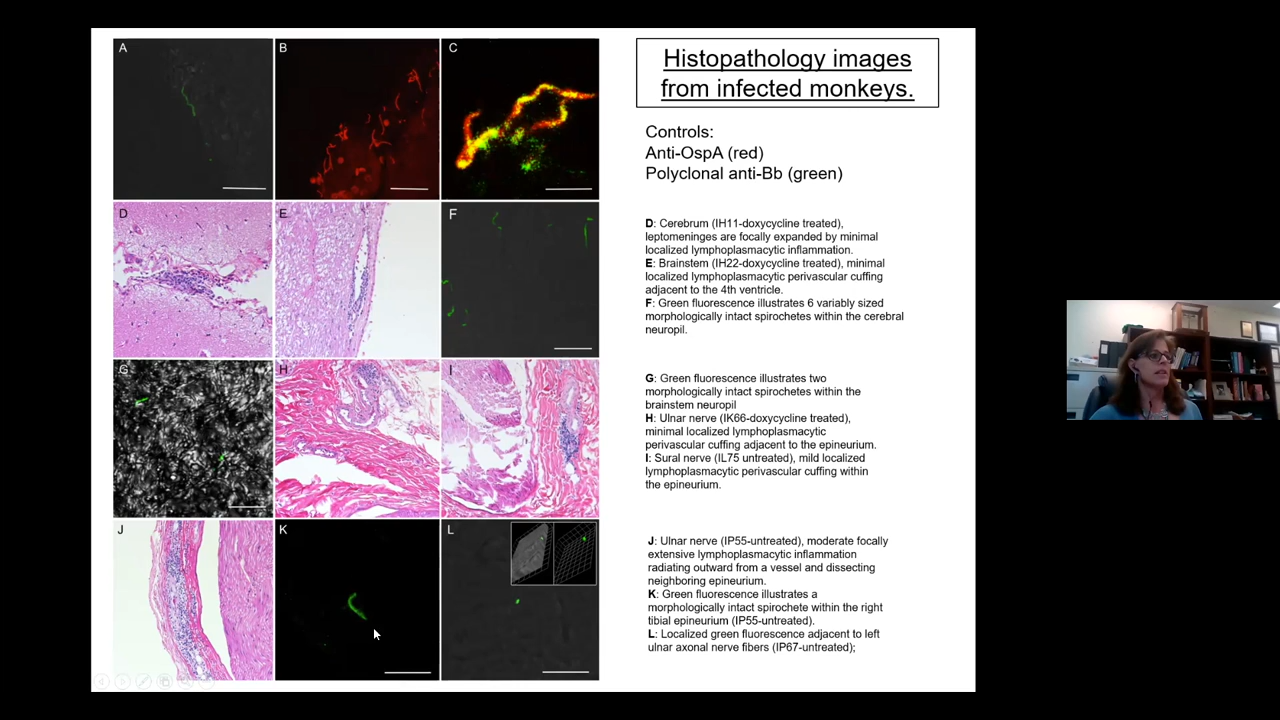 A
B
C
D
E
F
G
H
I
J
K
L
Histopathology images
from infected monkeys.
Controls:
Anti-OspA (red)
Polyclonal anti-Bb (green)
D: Cerebrum (IH11-doxycycline treated),
leptomeninges are focally expanded by minimal
localized lymphoplasmacytic inflammation.
E: Brainstem (IH22-doxycycline treated), minimal
localized lymphoplasmacytic perivascular cuffing
adjacent to the 4th ventricle.
F: Green fluorescence illustrates 6 variably sized
morphologically intact spirochetes within the cerebral
neuropil.
G: Green fluorescence illustrates two
morphologically intact spirochetes within the
brainstem neuropil
H: Ulnar nerve (IK66-doxycycline treated),
minimal localized lymphoplasmacytic
perivascular cuffing adjacent to the epineurium.
I: Sural nerve (IL75 untreated), mild localized
lymphoplasmacytic perivascular cuffing within
the epineurium.
J: Ulnar nerve (IP55-untreated), moderate focally
extensive lymphoplasmacytic inflammation
radiating outward from a vessel and dissecting
neighboring epineurium.
K: Green fluorescence illustrates a
morphologically intact spirochete within the right
tibial epineurium (IP55-untreated).
L: Localized green fluorescence adjacent to left
ulnar axonal nerve fibers (IP67-untreated);